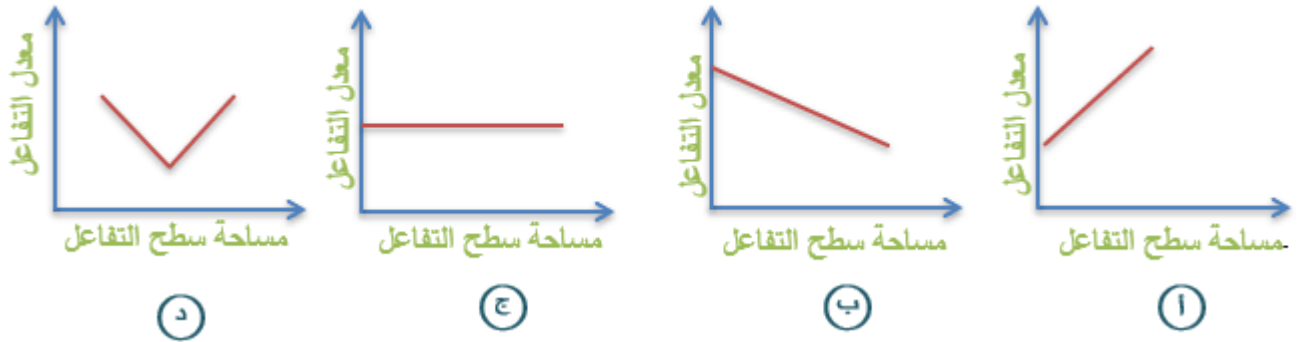 معدل التفاعل
مساحة سطح التفاعل-
أ
معدل التفاعل
مساحة سطح التفاعل
ب
معدل التفاعل
مساحة سطح التفاعل
ج
معدل التفاعل
مساحة سطح التفاعل
د